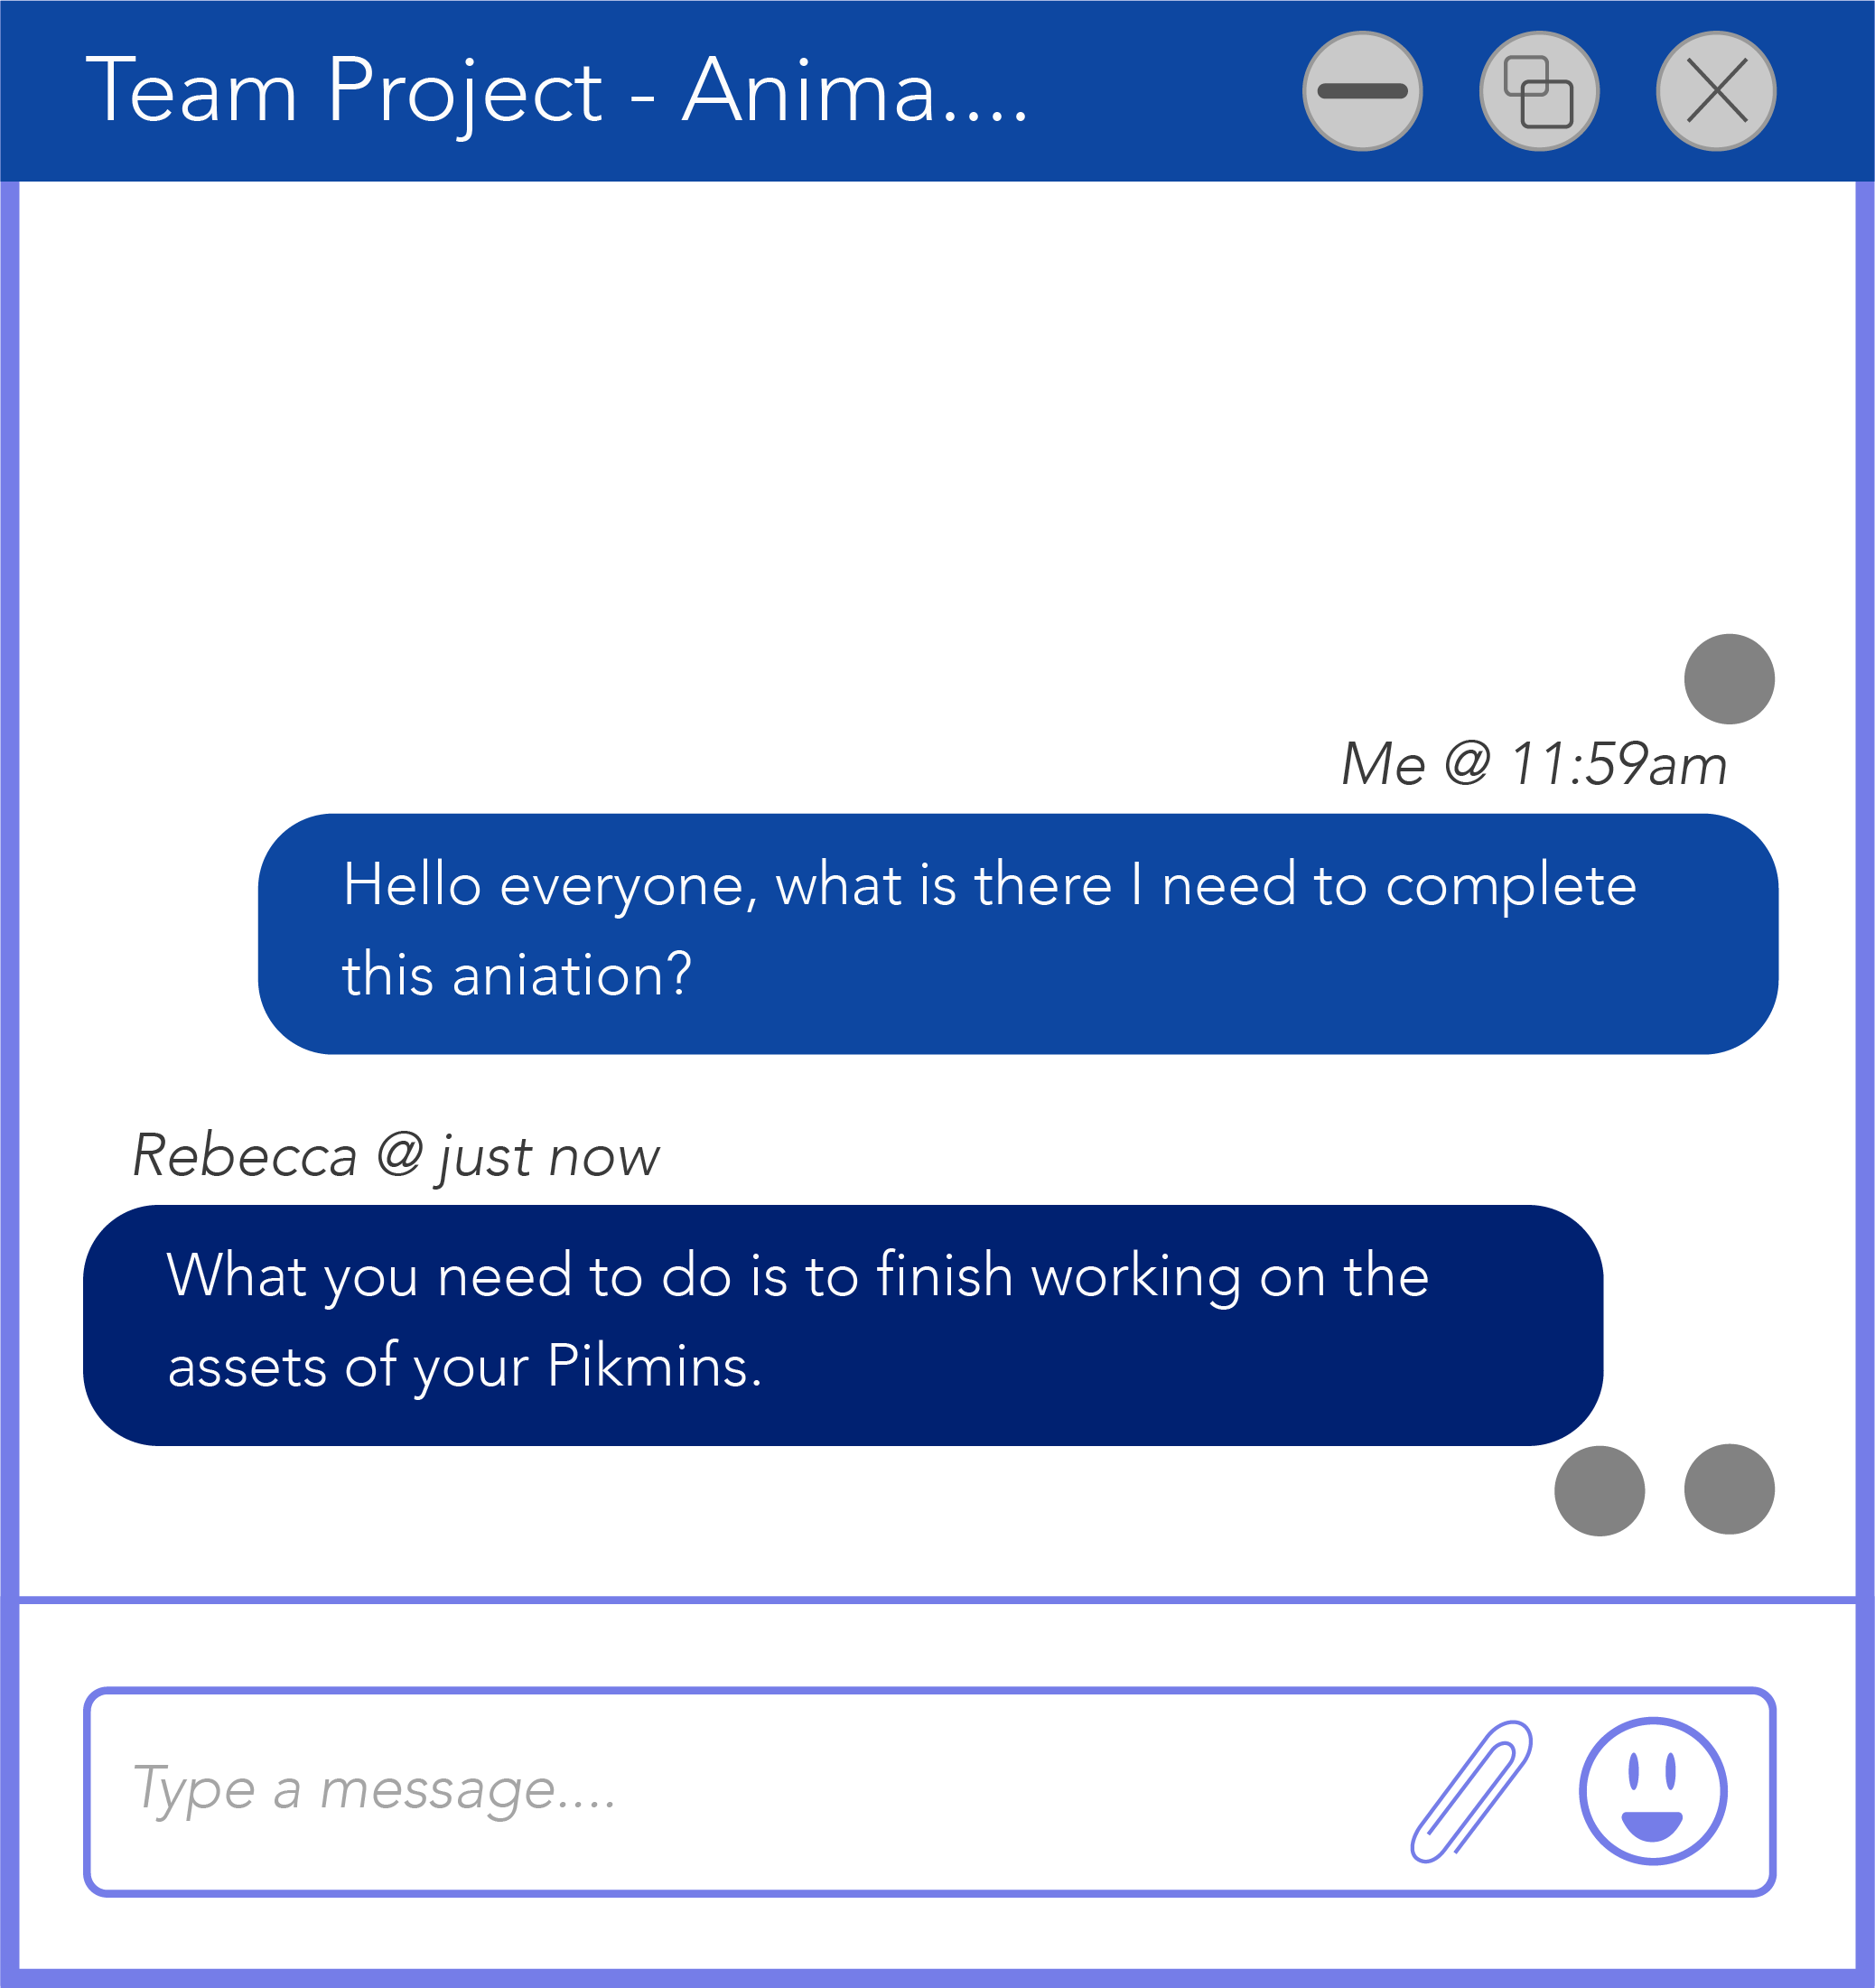 Team Project - Anima....
Me @ 11:59am
Hello everyone, what is there I need to complete
this aniation?
Rebecca @ just now
What you need to do is to finish working on the
assets of your Pikmins.
Type a message....